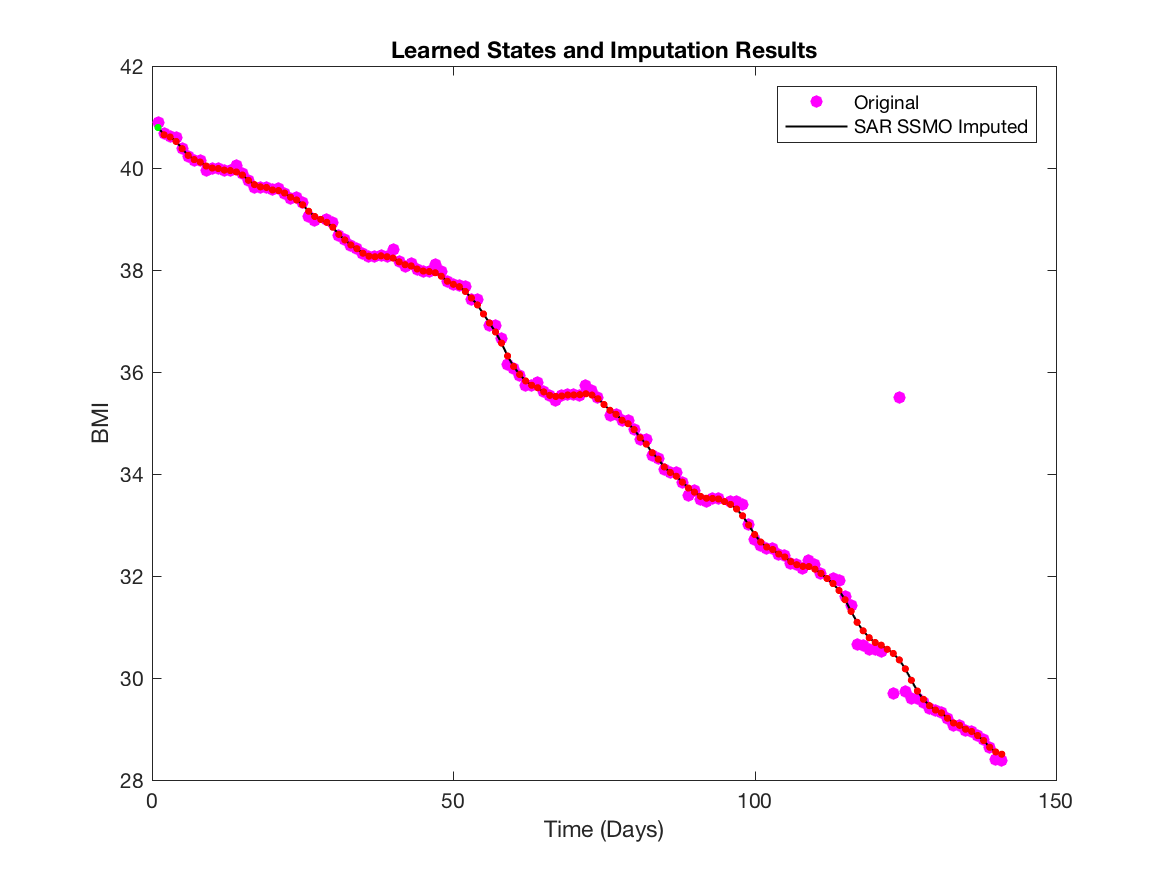 Learned States and Imputation Results
42
40
38
36
34
32
30
28
BMI
0
50
100
150
Time (Days)
Original
SAR SSMO Imputed